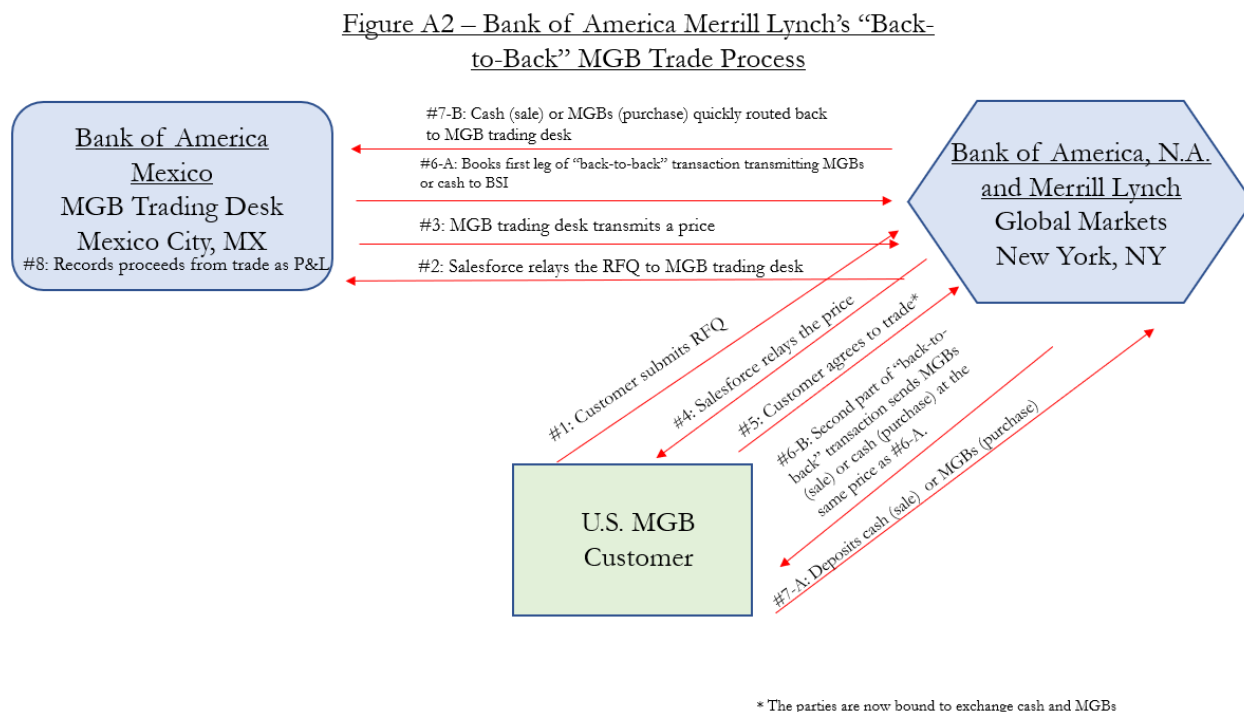 Figure A2 – Bank of America Merrill Lynch’s “Back-
to-Back” MGB Trade Process
Bank of America
Mexico
MGB Trading Desk
Mexico City, MX
#8: Records proceeds from trade as P&L
#7-B: Cash (sale) or MGBs (purchase) quickly routed back
to MGB trading desk
#6-A: Books first leg of “back-to-back” transaction transmitting MGBs
or cash to BSI
#3: MGB trading desk transmits a price
#2: Salesforce relays the RFQ to MGB trading desk
Bank of America, N.A.
and Merrill Lynch
Global Markets
New York, NY
#1: Customer submits RFQ
#4: Salesforce relays the price
#5: Customer agrees to trade*
#6-B: Second part of “back-to-
back” transaction sends MGBs
(sale) or cash (purchase) at the
same price as #6-A.
#7-A: Deposits cash (sale) or MGBs (purchase)
U.S. MGB
Customer
* The parties are now bound to exchange cash and MGBs